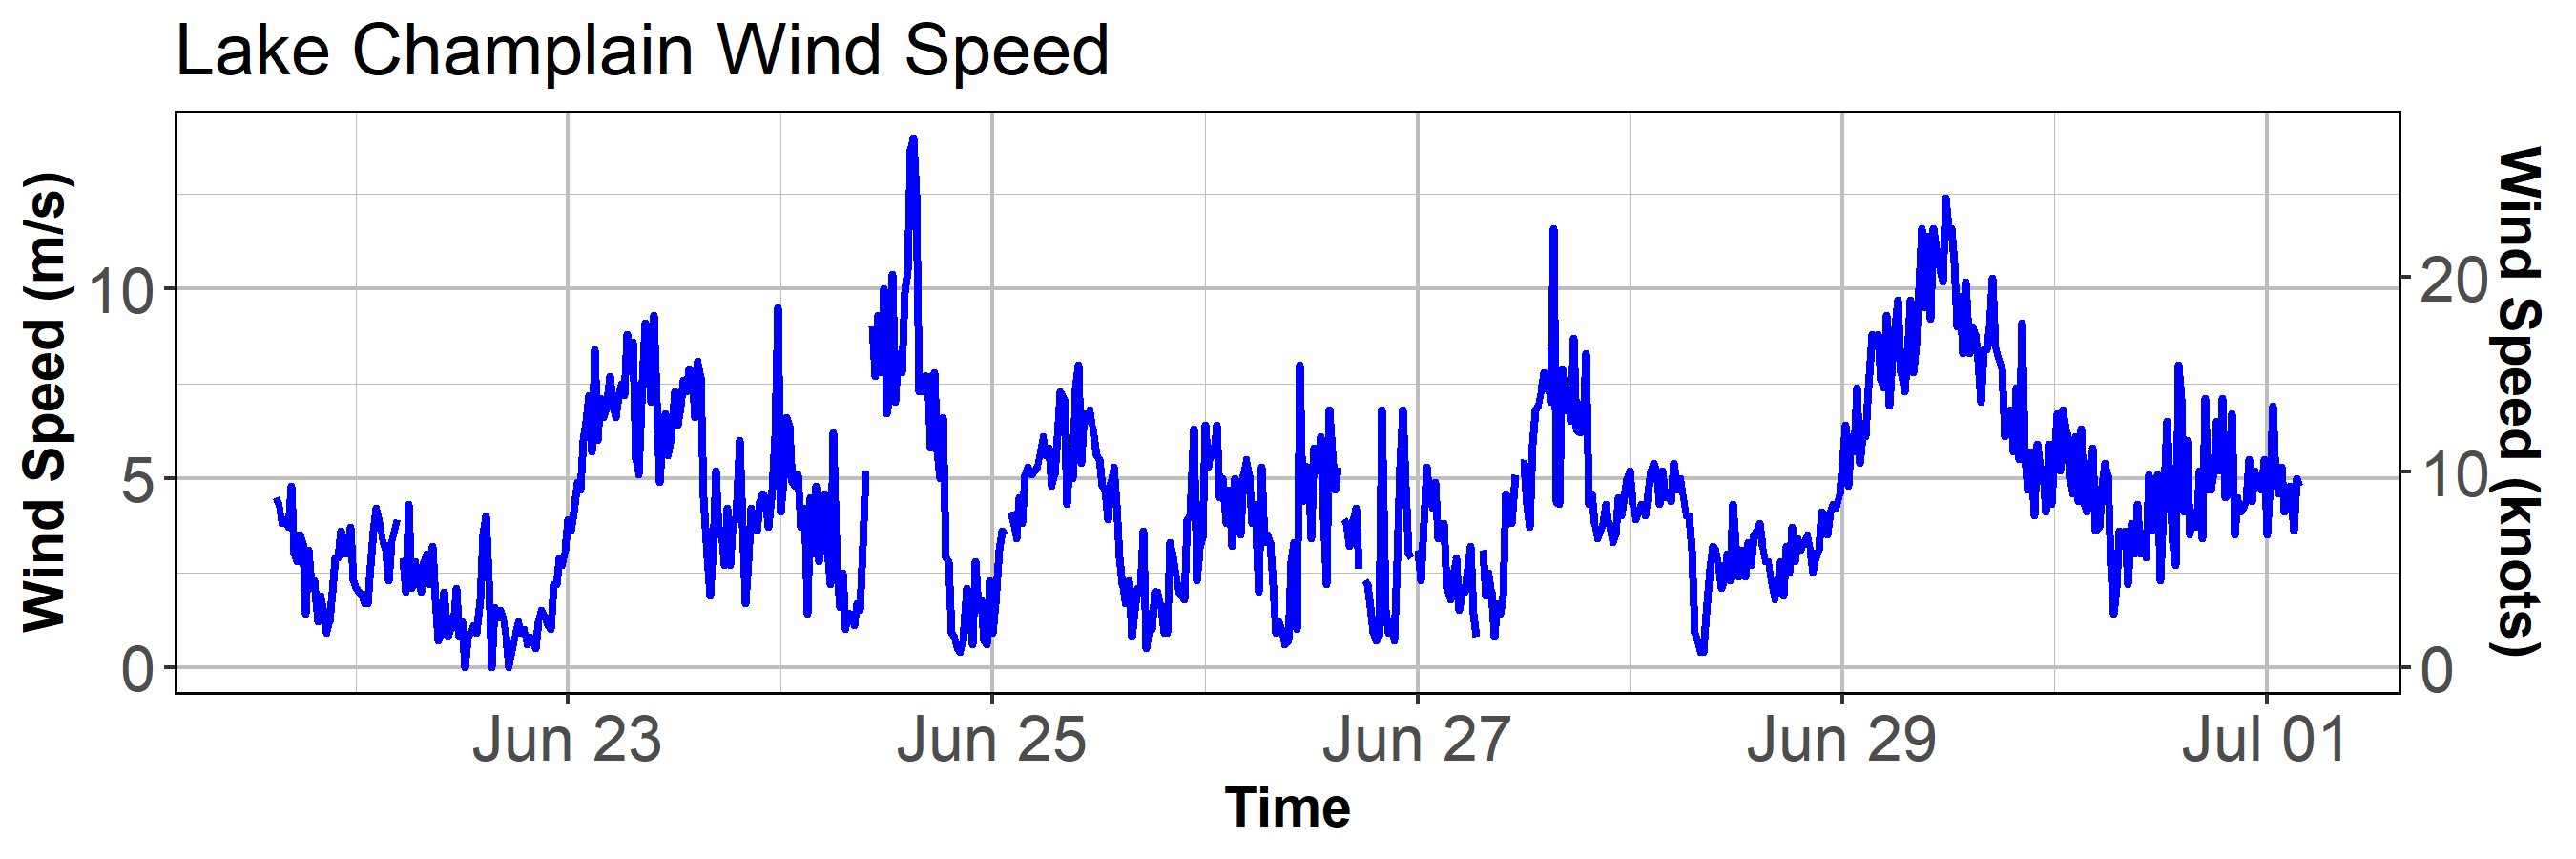 Lake Champlain Wind Speed
Wind Speed (m/s)
10
5
0
20
10
0
Wind Speed (knots)
Jun 23
Jun 25
Jun 27
Jun 29
Jul 01
Time